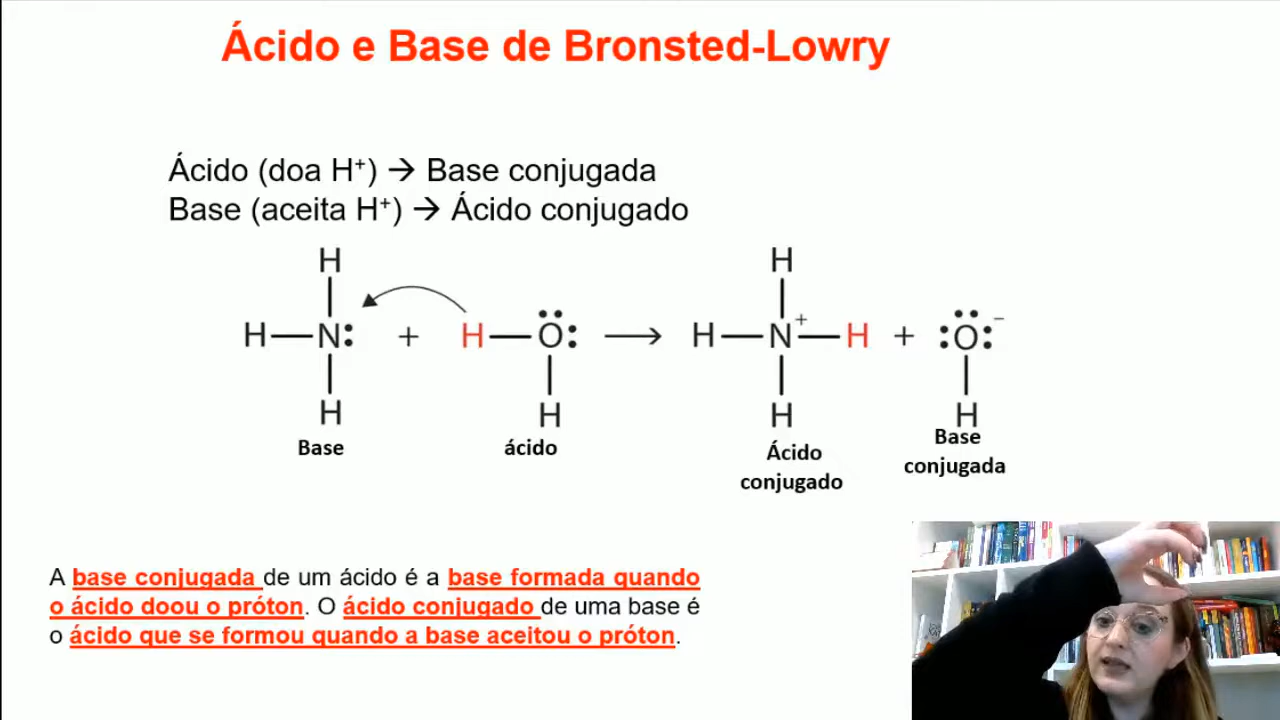 Ácido e Base de Bronsted-Lowry
Ácido (doa H⁺) → Base conjugada
Base (aceita H⁺) → Ácido conjugado
H H
H—N: + H—O: → H—N⁺—H + :O:⁻
H H H H
Base ácido Ácido conjugado Base conjugada
A base conjugada de um ácido é a base formada quando
o ácido doou o próton. O ácido conjugado de uma base é
o ácido que se formou quando a base aceitou o próton.